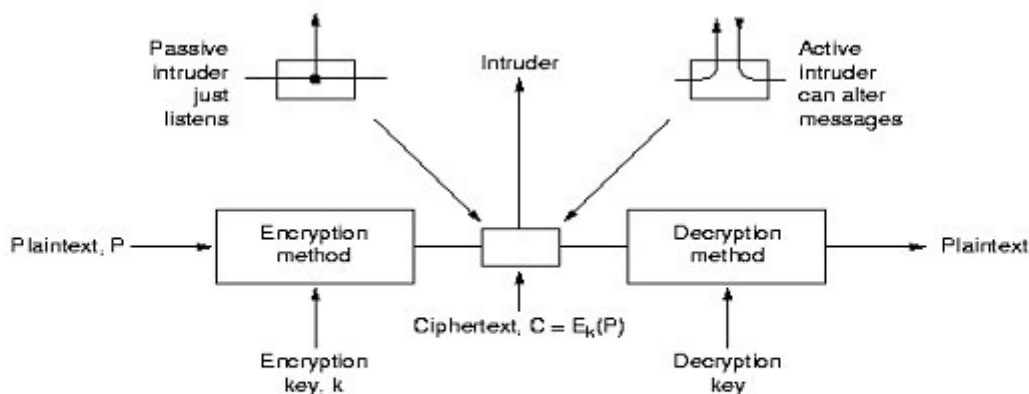 Passive
intruder
just
listens
Intruder
Active
intruder
can alter
messages
Plaintext, P
Encryption
method
Decryption
method
Plaintext
Ciphertext, C = Eₖ(P)
Encryption
key, k
Decryption
key